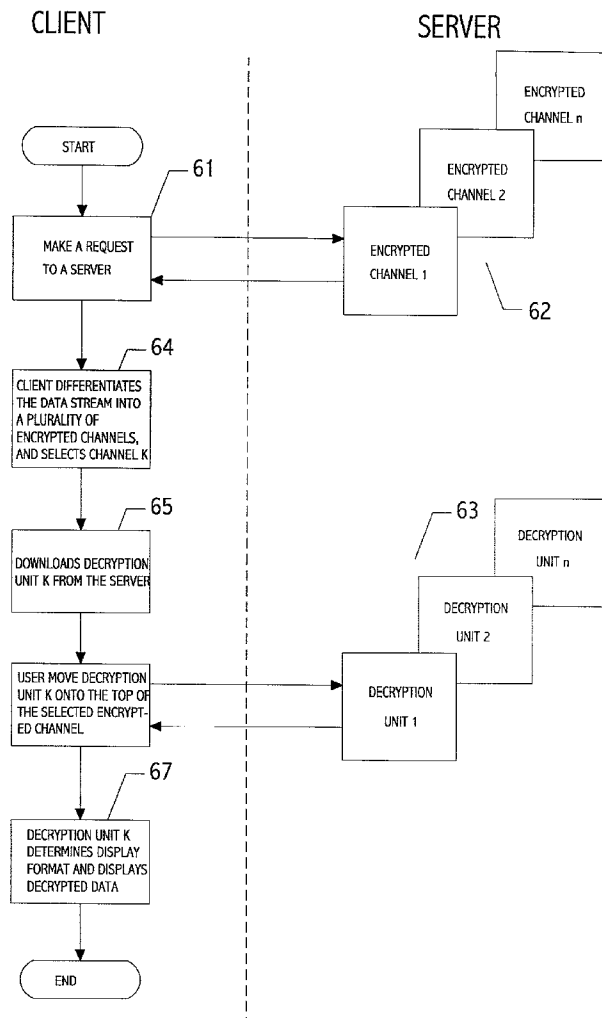 CLIENT
SERVER
START
61
MAKE A REQUEST
TO A SERVER
ENCRYPTED
CHANNEL n
ENCRYPTED
CHANNEL 2
ENCRYPTED
CHANNEL 1
62
64
CLIENT DIFFERENTIATES
THE DATA STREAM INTO
A PLURALITY OF
ENCRYPTED CHANNELS,
AND SELECTS CHANNEL K
65
DOWNLOADS DECRYPTION
UNIT K FROM THE SERVER
63
DECRYPTION
UNIT n
DECRYPTION
UNIT 2
DECRYPTION
UNIT 1
USER MOVE DECRYPTION
UNIT K ONTO THE TOP OF
THE SELECTED ENCRYPT-
ED CHANNEL
67
DECRYPTION UNIT K
DETERMINES DISPLAY
FORMAT AND DISPLAYS
DECRYPTED DATA
END